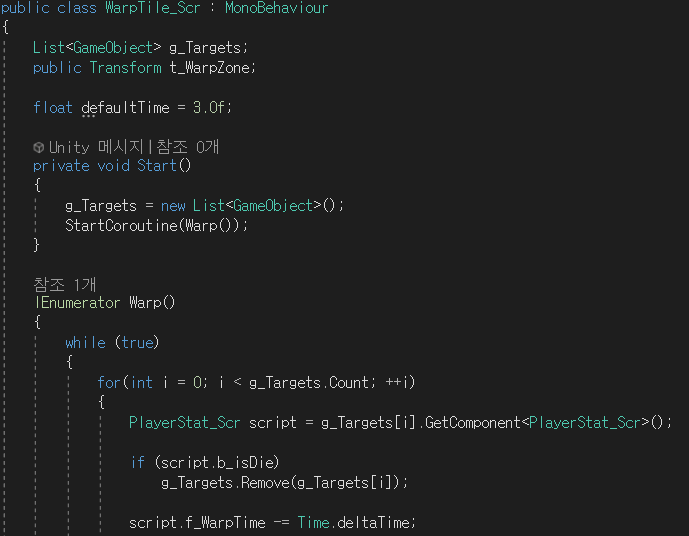 public class WarpTile_Scr : MonoBehaviour
{
List<GameObject> g_Targets;
public Transform t_WarpZone;
float defaultTime = 3.0f;
Unity 메시지|참조 0개
private void Start()
{
g_Targets = new List<GameObject>();
StartCoroutine(Warp());
}
참조 1개
IEnumerator Warp()
{
while (true)
{
for(int i = 0; i < g_Targets.Count; ++i)
{
PlayerStat_Scr script = g_Targets[i].GetComponent<PlayerStat_Scr>();
if (script.b_isDie)
g_Targets.Remove(g_Targets[i]);
script.f_WarpTime -= Time.deltaTime;